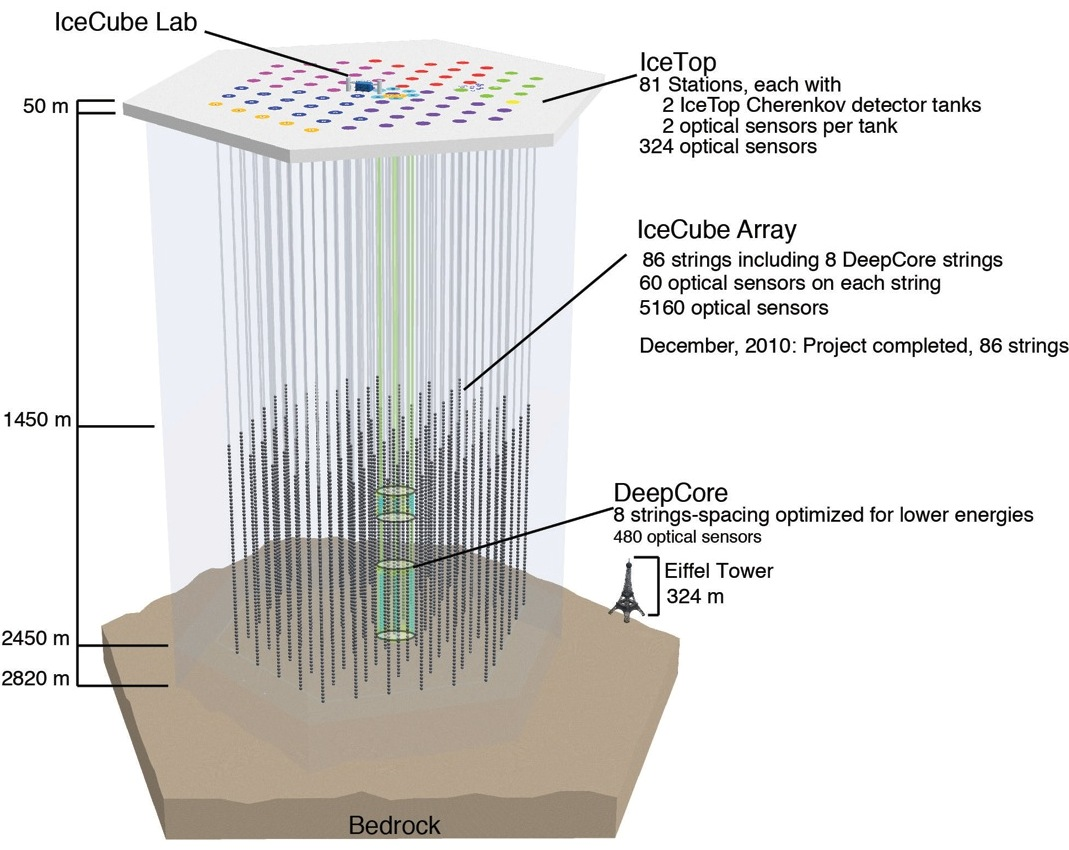 IceCube Lab
50 m
IceTop
81 Stations, each with
2 IceTop Cherenkov detector tanks
2 optical sensors per tank
324 optical sensors
IceCube Array
86 strings including 8 DeepCore strings
60 optical sensors on each string
5160 optical sensors
December, 2010: Project completed, 86 strings
1450 m
DeepCore
8 strings-spacing optimized for lower energies
480 optical sensors
Eiffel Tower
324 m
2450 m
2820 m
Bedrock